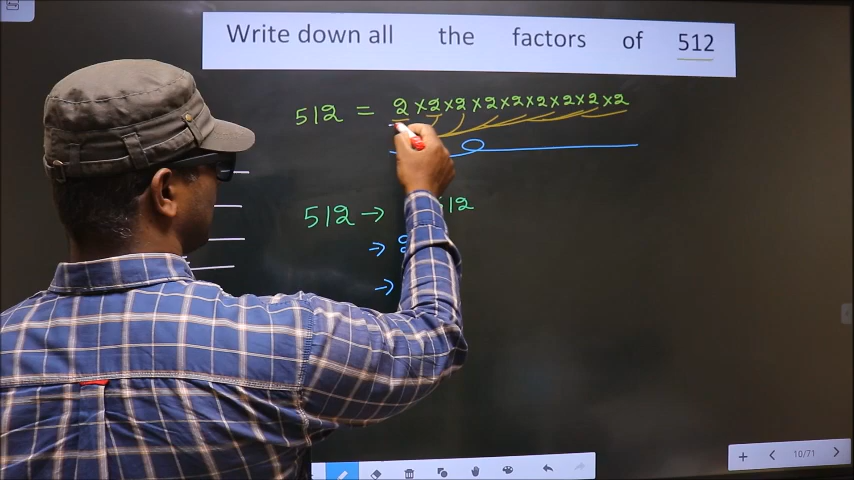 Write down all the factors of 512
512 = 2 × 2 × 2 × 2 × 2 × 2 × 2 × 2 × 2
512 → 512
→ 2
→
+ < 10/71 >